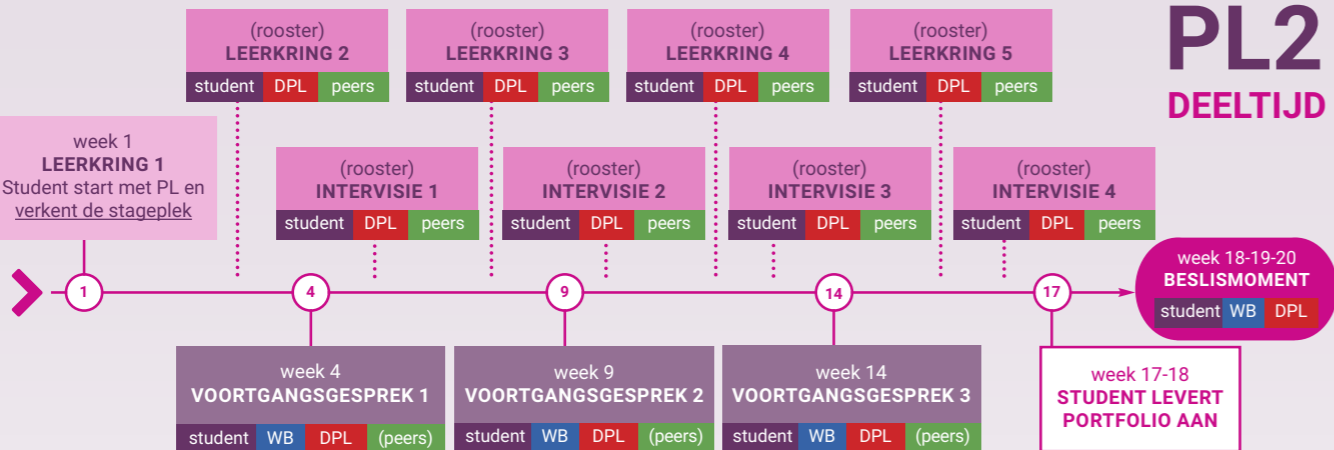 PL2
DEELTIJD
(rooster)
LEERKRING 2
student DPL peers
(rooster)
LEERKRING 3
student DPL peers
(rooster)
LEERKRING 4
student DPL peers
(rooster)
LEERKRING 5
student DPL peers
week 1
LEERKRING 1
Student start met PL en
verkent de stageplek
(rooster)
INTERVISIE 1
student DPL peers
(rooster)
INTERVISIE 2
student DPL peers
(rooster)
INTERVISIE 3
student DPL peers
(rooster)
INTERVISIE 4
student DPL peers
1
4
9
14
17
week 18-19-20
BESLISMOMENT
student WB DPL
week 4
VOORTGANGSGESPREK 1
student WB DPL (peers)
week 9
VOORTGANGSGESPREK 2
student WB DPL (peers)
week 14
VOORTGANGSGESPREK 3
student WB DPL (peers)
week 17-18
STUDENT LEVERT
PORTFOLIO AAN